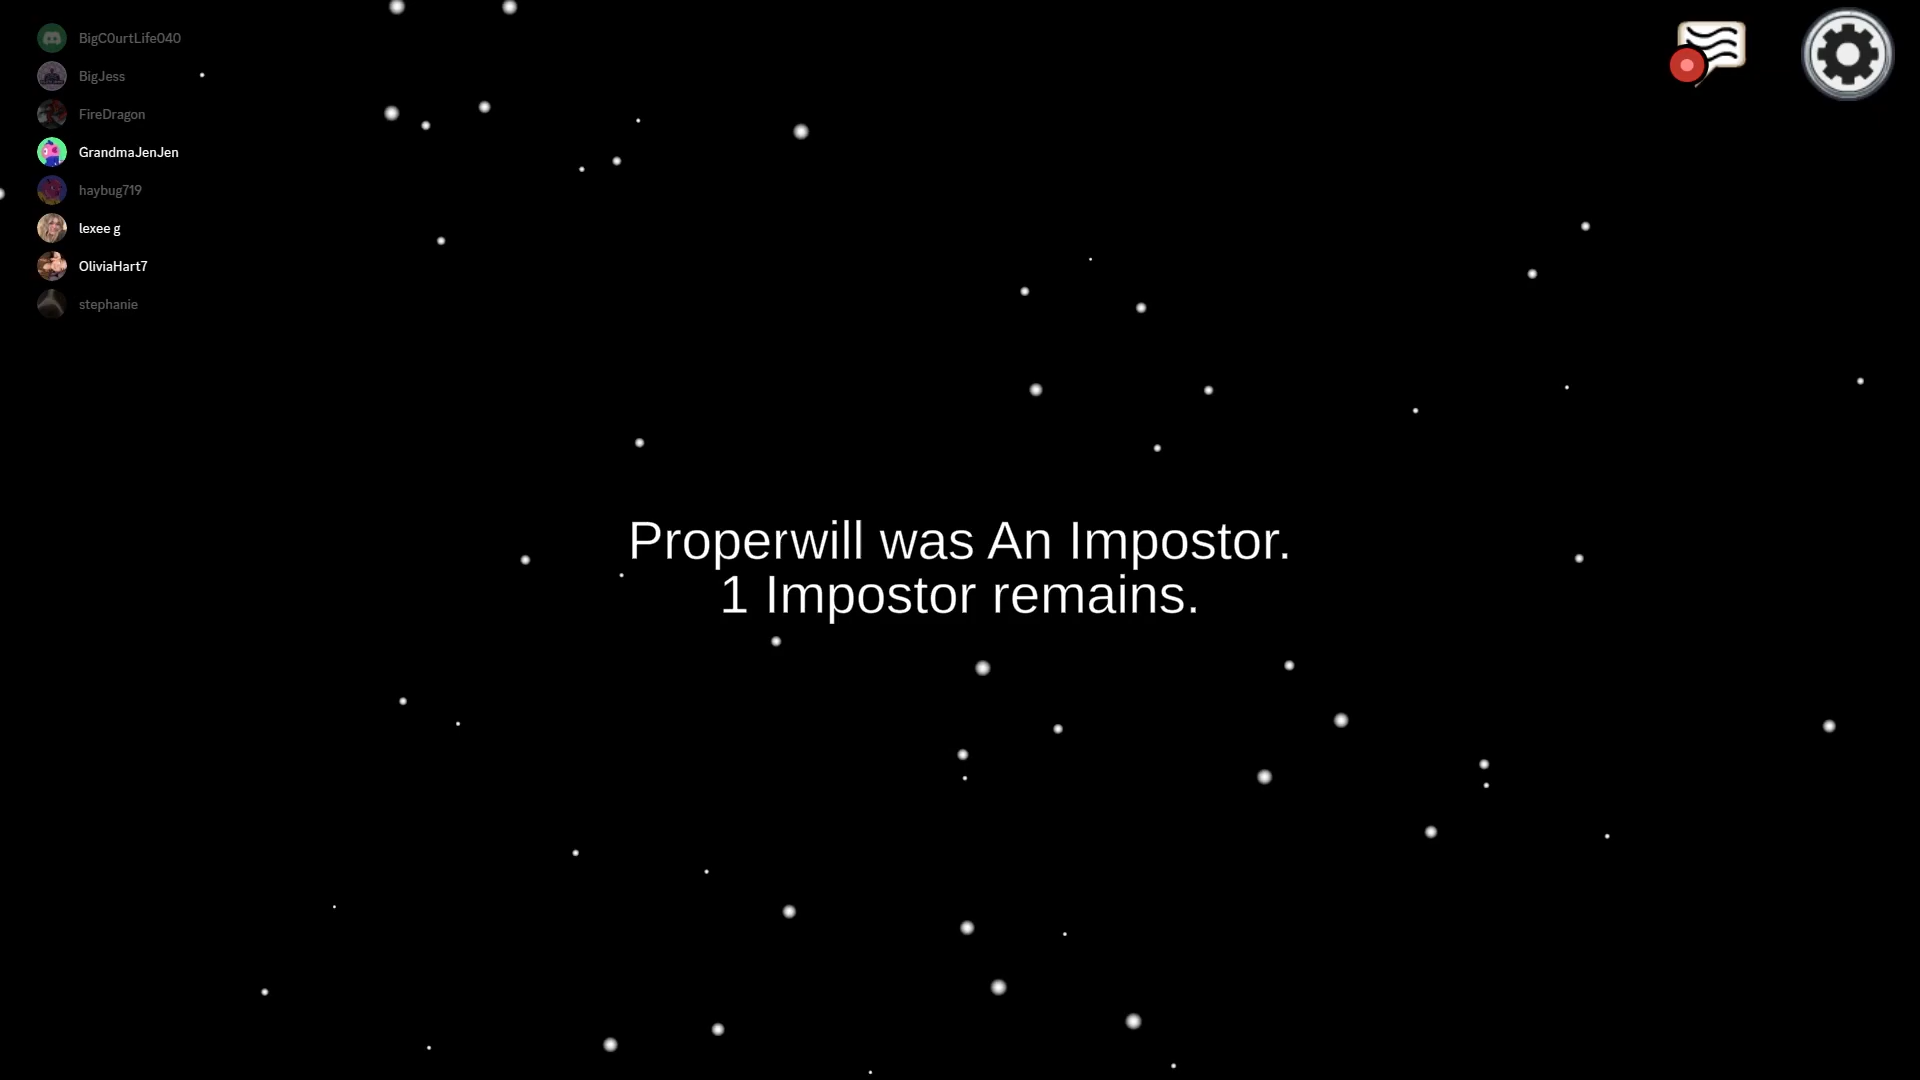 BigC0urtLife040
BigJess
FireDragon
GrandmaJenJen
haybug719
lexee g
OliviaHart7
stephanie
Properwill was An Impostor.
1 Impostor remains.